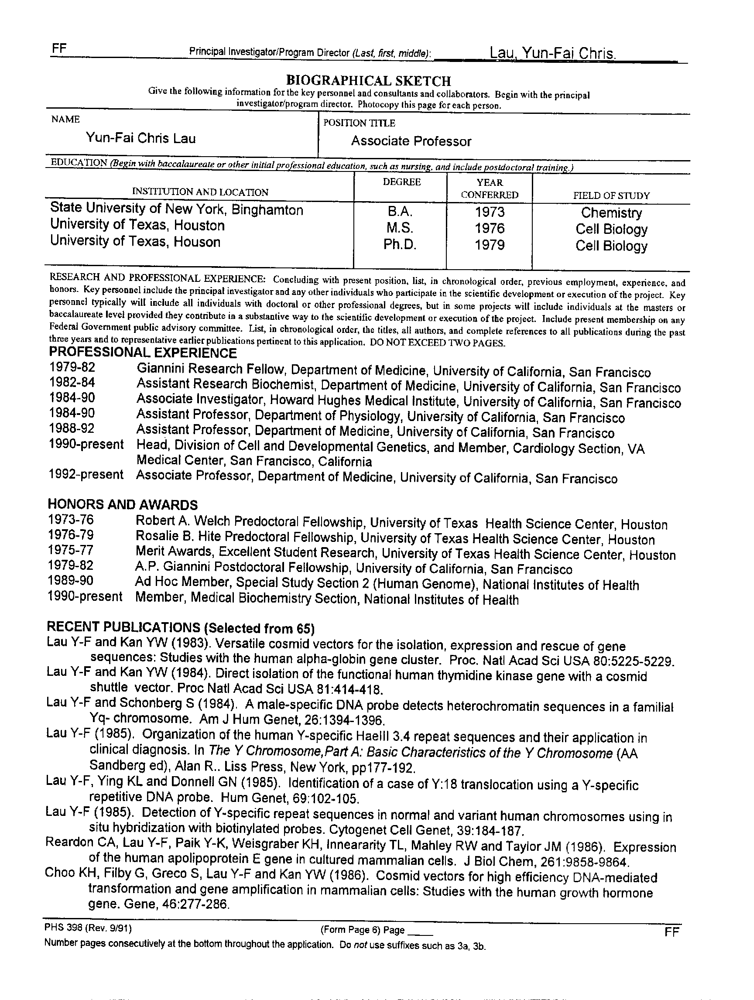 FF Principal Investigator/Program Director (Last, first, middle): Lau, Yun-Fai Chris.
BIOGRAPHICAL SKETCH
Give the following information for the key personnel and consultants and collaborators. Begin with the principal
investigator/program director. Photocopy this page for each person.
NAME
Yun-Fai Chris Lau
POSITION TITLE
Associate Professor
EDUCATION (Begin with baccalaureate or other initial professional education, such as nursing, and include postdoctoral training.)
INSTITUTION AND LOCATION DEGREE YEAR CONFERRED FIELD OF STUDY
State University of New York, Binghamton B.A. 1973 Chemistry
University of Texas, Houston M.S. 1976 Cell Biology
University of Texas, Houson Ph.D. 1979 Cell Biology
RESEARCH AND PROFESSIONAL EXPERIENCE: Concluding with present position, list, in chronological order, previous employment, experience, and
honors. Key personnel include the principal investigator and any other individuals who participate in the scientific development or execution of the project. Key
personnel typically will include all individuals with doctoral or other professional degrees, but in some projects will include individuals at the masters or
baccalaureate level provided they contribute in a substantive way to the scientific development or execution of the project. Include present membership on any
Federal Government public advisory committee. List, in chronological order, the titles, all authors, and complete references to all publications during the past
three years and to representative earlier publications pertinent to this application. DO NOT EXCEED TWO PAGES.
PROFESSIONAL EXPERIENCE
1979-82 Giannini Research Fellow, Department of Medicine, University of California, San Francisco
1982-84 Assistant Research Biochemist, Department of Medicine, University of California, San Francisco
1984-90 Associate Investigator, Howard Hughes Medical Institute, University of California, San Francisco
1984-90 Assistant Professor, Department of Physiology, University of California, San Francisco
1988-92 Assistant Professor, Department of Medicine, University of California, San Francisco
1990-present Head, Division of Cell and Developmental Genetics, and Member, Cardiology Section, VA
Medical Center, San Francisco, California
1992-present Associate Professor, Department of Medicine, University of California, San Francisco
HONORS AND AWARDS
1973-76 Robert A. Welch Predoctoral Fellowship, University of Texas Health Science Center, Houston
1976-79 Rosalie B. Hite Predoctoral Fellowship, University of Texas Health Science Center, Houston
1975-77 Merit Awards, Excellent Student Research, University of Texas Health Science Center, Houston
1979-82 A.P. Giannini Postdoctoral Fellowship, University of California, San Francisco
1989-90 Ad Hoc Member, Special Study Section 2 (Human Genome), National Institutes of Health
1990-present Member, Medical Biochemistry Section, National Institutes of Health
RECENT PUBLICATIONS (Selected from 65)
Lau Y-F and Kan YW (1983). Versatile cosmid vectors for the isolation, expression and rescue of gene
sequences: Studies with the human alpha-globin gene cluster. Proc. Natl Acad Sci USA 80:5225-5229.
Lau Y-F and Kan YW (1984). Direct isolation of the functional human thymidine kinase gene with a cosmid
shuttle vector. Proc Natl Acad Sci USA 81:414-418.
Lau Y-F and Schonberg S (1984). A male-specific DNA probe detects heterochromatin sequences in a familial
Yq- chromosome. Am J Hum Genet, 26:1394-1396.
Lau Y-F (1985). Organization of the human Y-specific HaeIII 3.4 repeat sequences and their application in
clinical diagnosis. In The Y Chromosome,Part A: Basic Characteristics of the Y Chromosome (AA
Sandberg ed), Alan R.. Liss Press, New York, pp177-192.
Lau Y-F, Ying KL and Donnell GN (1985). Identification of a case of Y:18 translocation using a Y-specific
repetitive DNA probe. Hum Genet, 69:102-105.
Lau Y-F (1985). Detection of Y-specific repeat sequences in normal and variant human chromosomes using in
situ hybridization with biotinylated probes. Cytogenet Cell Genet, 39:184-187.
Reardon CA, Lau Y-F, Paik Y-K, Weisgraber KH, Inneararity TL, Mahley RW and Taylor JM (1986). Expression
of the human apolipoprotein E gene in cultured mammalian cells. J Biol Chem, 261:9858-9864.
Choo KH, Filby G, Greco S, Lau Y-F and Kan YW (1986). Cosmid vectors for high efficiency DNA-mediated
transformation and gene amplification in mammalian cells: Studies with the human growth hormone
gene. Gene, 46:277-286.
PHS 398 (Rev. 9/91) (Form Page 6) Page ____ FF
Number pages consecutively at the bottom throughout the application. Do not use suffixes such as 3a, 3b.